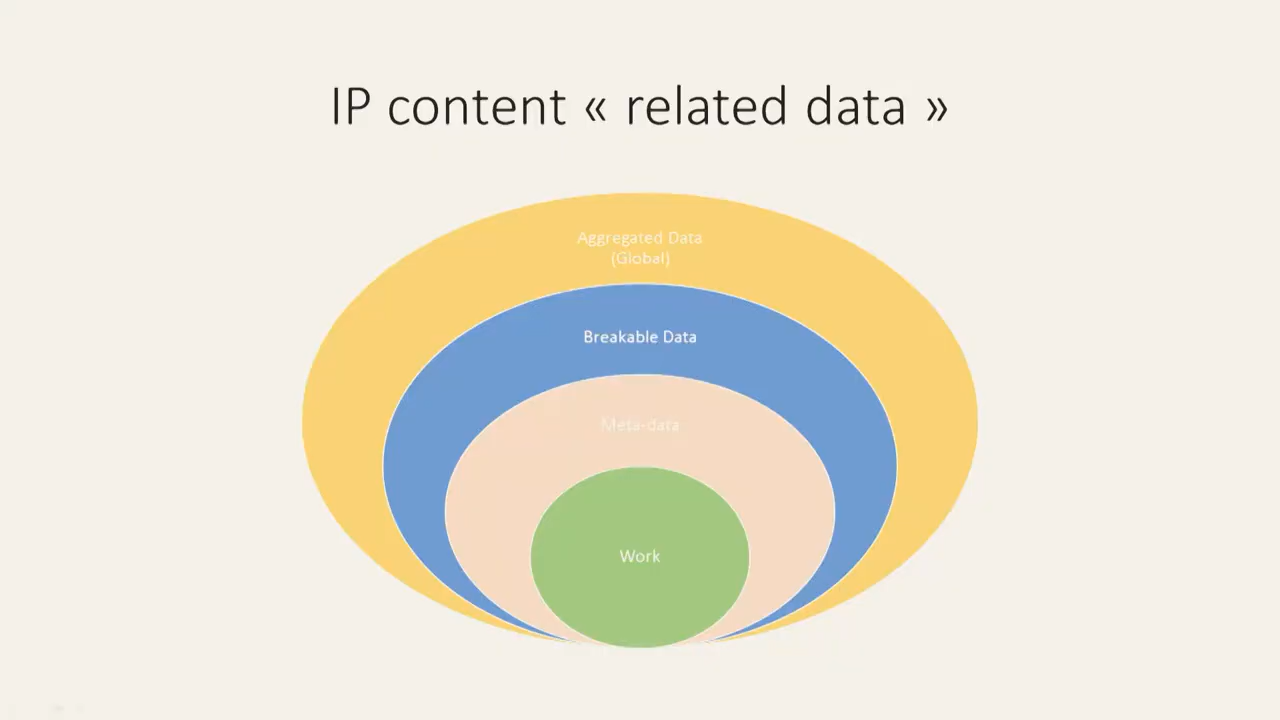 IP content « related data »
Aggregated Data
(Global)
Breakable Data
Meta-data
Work